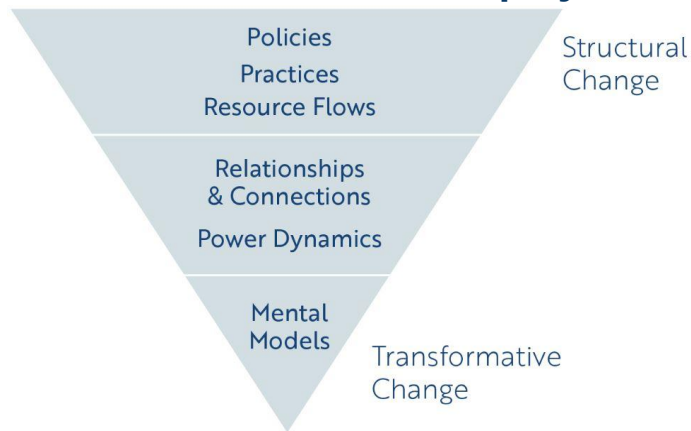 Policies
Structural
Change
Practices
Resource Flows
Relationships
& Connections
Power Dynamics
Mental
Models
Transformative
Change